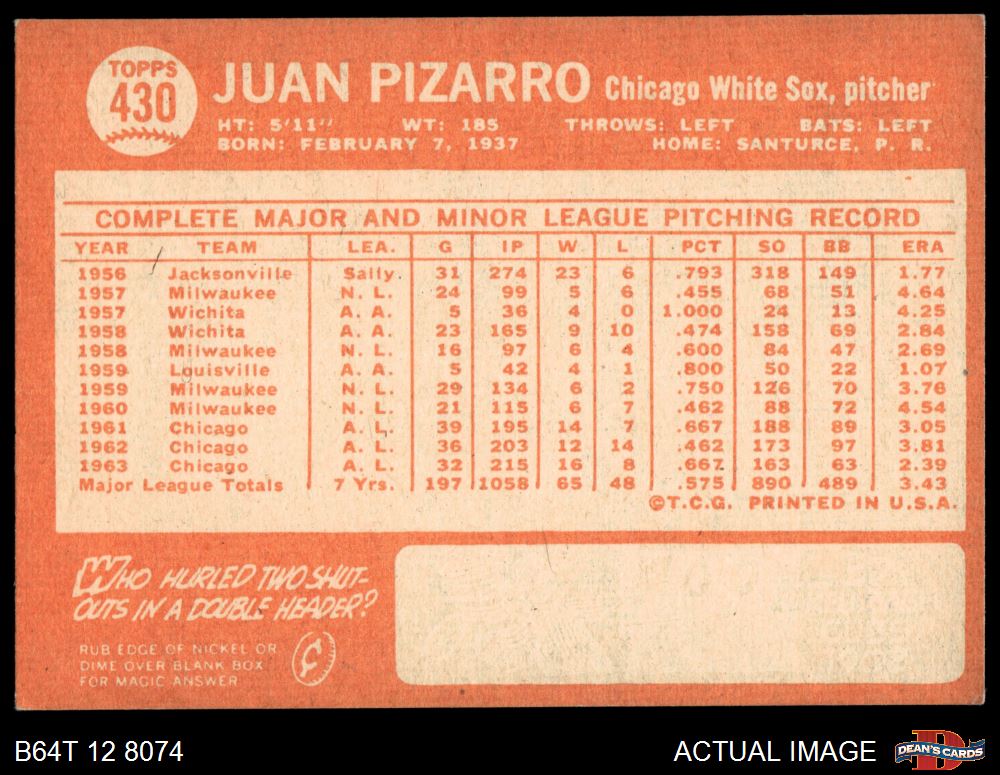 TOPPS
430
JUAN PIZARRO Chicago White Sox, pitcher
HT: 5'11" WT: 185 THROWS: LEFT BATS: LEFT
BORN: FEBRUARY 7, 1937 HOME: SANTURCE, P. R.
COMPLETE MAJOR AND MINOR LEAGUE PITCHING RECORD
YEAR TEAM LEA. G IP W L PCT SO BB ERA
1956 Jacksonville Sally. 31 274 23 6 .793 318 149 1.77
1957 Milwaukee N. L. 24 99 5 6 .455 68 51 4.64
1957 Wichita A. A. 5 36 4 0 1.000 24 13 4.25
1958 Wichita A. A. 23 165 9 10 .474 158 69 2.84
1958 Milwaukee N. L. 16 97 6 4 .600 84 47 2.69
1959 Louisville A. A. 5 42 4 1 .800 50 22 1.07
1959 Milwaukee N. L. 29 134 6 2 .750 126 70 3.76
1960 Milwaukee N. L. 21 115 6 7 .462 88 72 4.54
1961 Chicago A. L. 39 195 14 7 .667 188 89 3.05
1962 Chicago A. L. 36 203 12 14 .462 173 97 3.81
1963 Chicago A. L. 32 215 16 8 .667 163 63 2.39
Major League Totals 7 Yrs. 197 1058 65 48 .575 890 489 3.43
©T.C.G. PRINTED IN U.S.A.
WHO HURLED TWO SHUT-
OUTS IN A DOUBLE HEADER?
RUB EDGE OF NICKEL OR
DIME OVER BLANK BOX
FOR MAGIC ANSWER
¢
B64T 12 8074 ACTUAL IMAGE DEAN'S CARDS